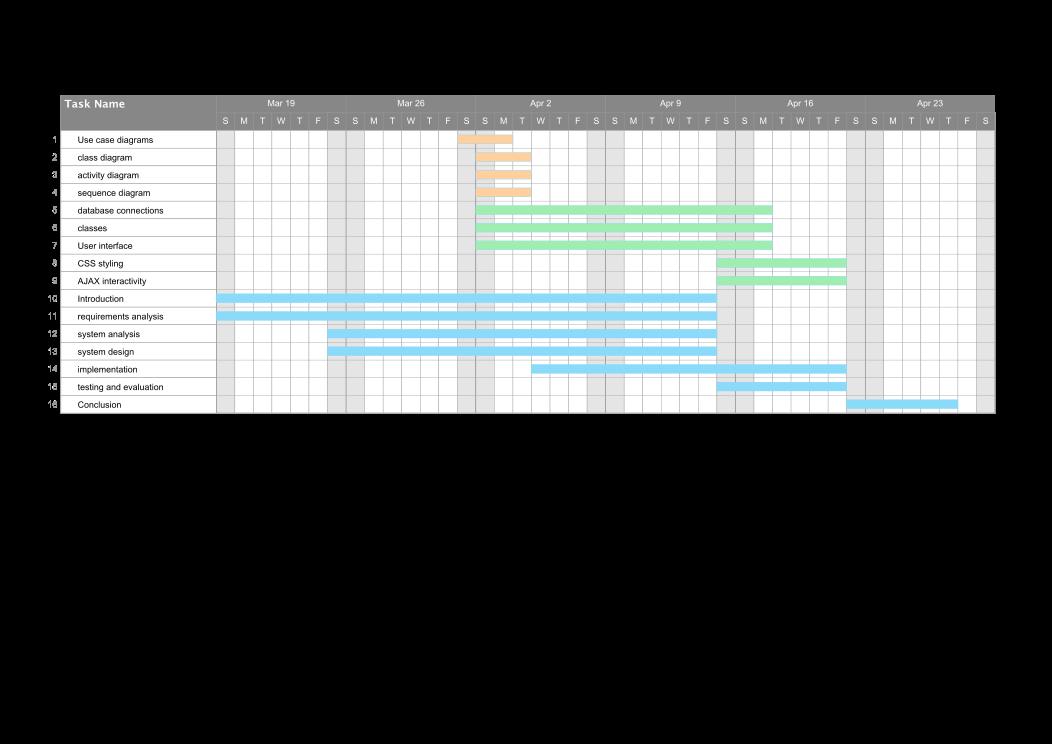 Task Name Mar 19 Mar 26 Apr 2 Apr 9 Apr 16 Apr 23
S M T W T F S S M T W T F S S M T W T F S S M T W T F S S M T W T F S S M T W T F S
1 Use case diagrams
2 class diagram
3 activity diagram
4 sequence diagram
5 database connections
6 classes
7 User interface
8 CSS styling
9 AJAX interactivity
10 Introduction
11 requirements analysis
12 system analysis
13 system design
14 implementation
15 testing and evaluation
16 Conclusion